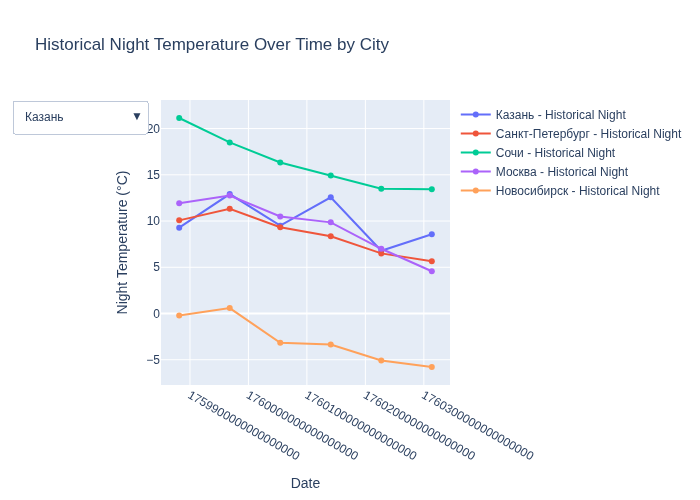 Historical Night Temperature Over Time by City
Казань
▼
Казань - Historical Night
Санкт-Петербург - Historical Night
Сочи - Historical Night
Москва - Historical Night
Новосибирск - Historical Night
20
15
10
5
0
−5
Night Temperature (°C)
1759900000000000000
1760000000000000000
1760100000000000000
1760200000000000000
1760300000000000000
Date